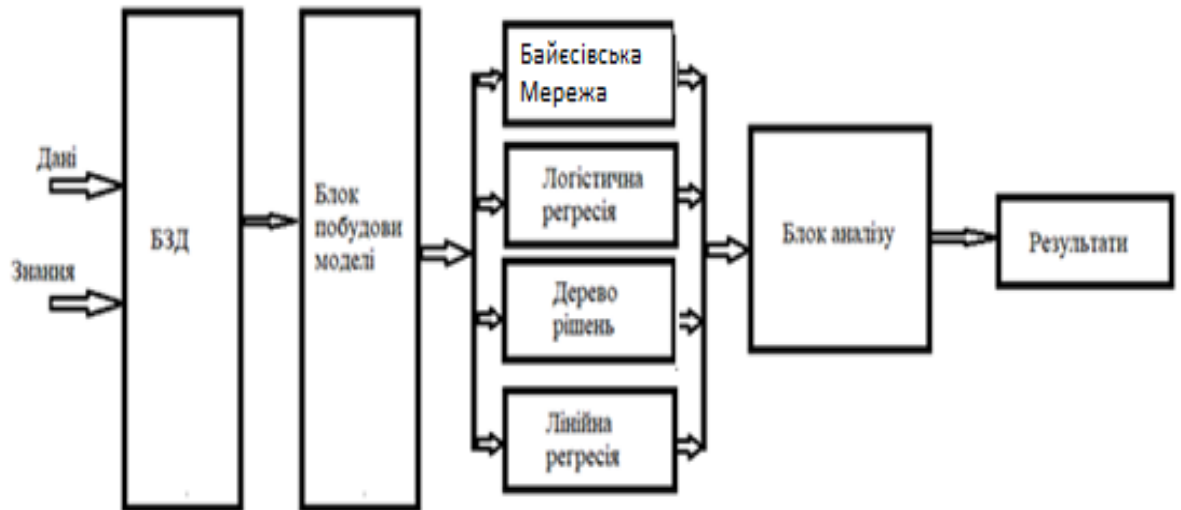 Дані
Знання
БЗД
Блок
побудови
моделі
Байєсівська
Мережа
Логістична
регресія
Дерево
рішень
Лінійна
регресія
Блок аналізу
Результати